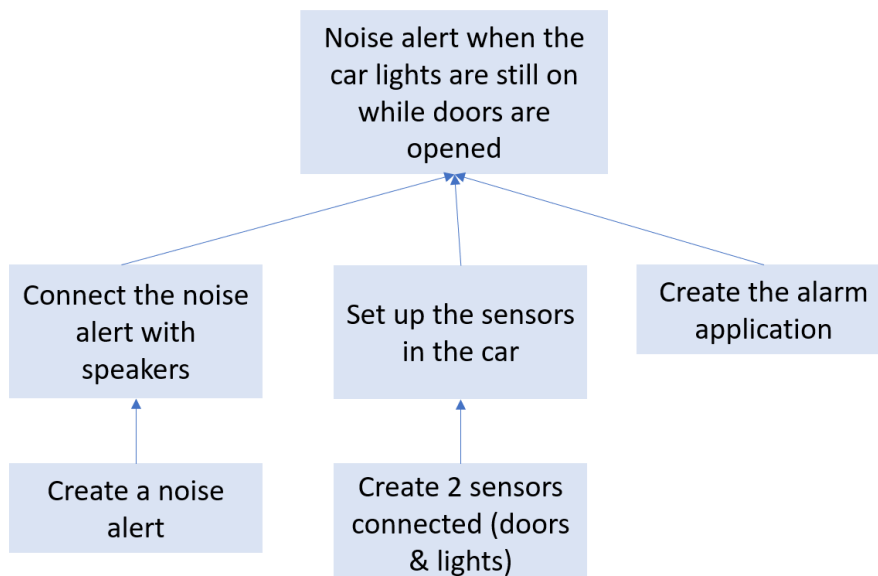 Noise alert when the
car lights are still on
while doors are
opened
Connect the noise
alert with
speakers
Set up the sensors
in the car
Create the alarm
application
Create a noise
alert
Create 2 sensors
connected (doors
& lights)